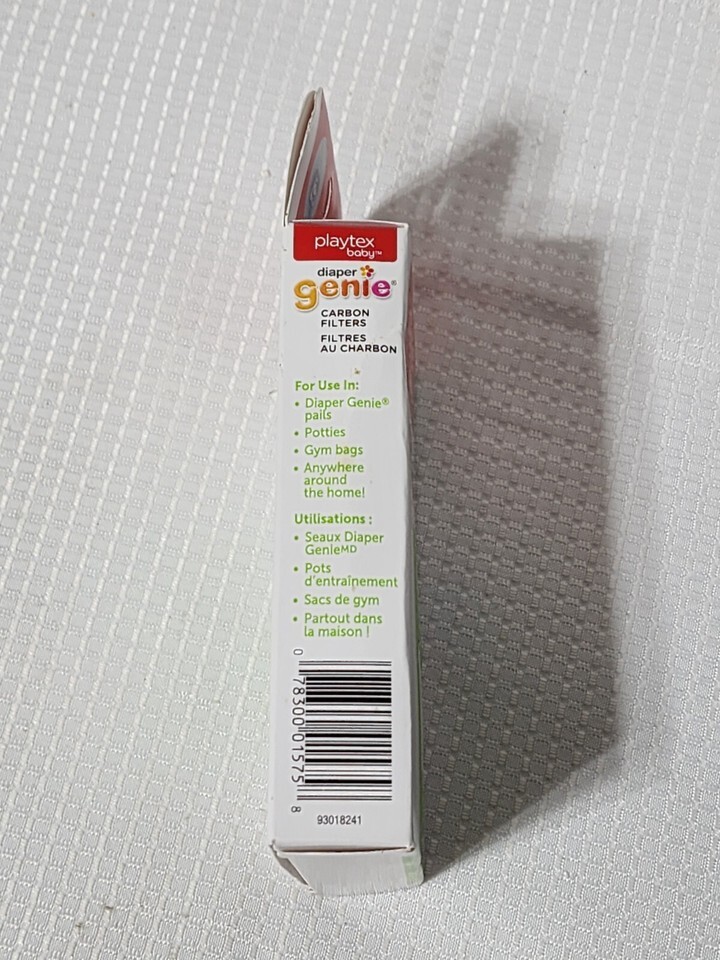 playtex
baby™
diaper
genie®
CARBON
FILTERS
FILTRES
AU CHARBON
For Use In:
• Diaper Genie®
pails
• Potties
• Gym bags
• Anywhere
around
the home!
Utilisations :
• Seaux Diaper
Genieᴹᴰ
• Pots
d'entraînement
• Sacs de gym
• Partout dans
la maison !
0 78300 01575 8
93018241